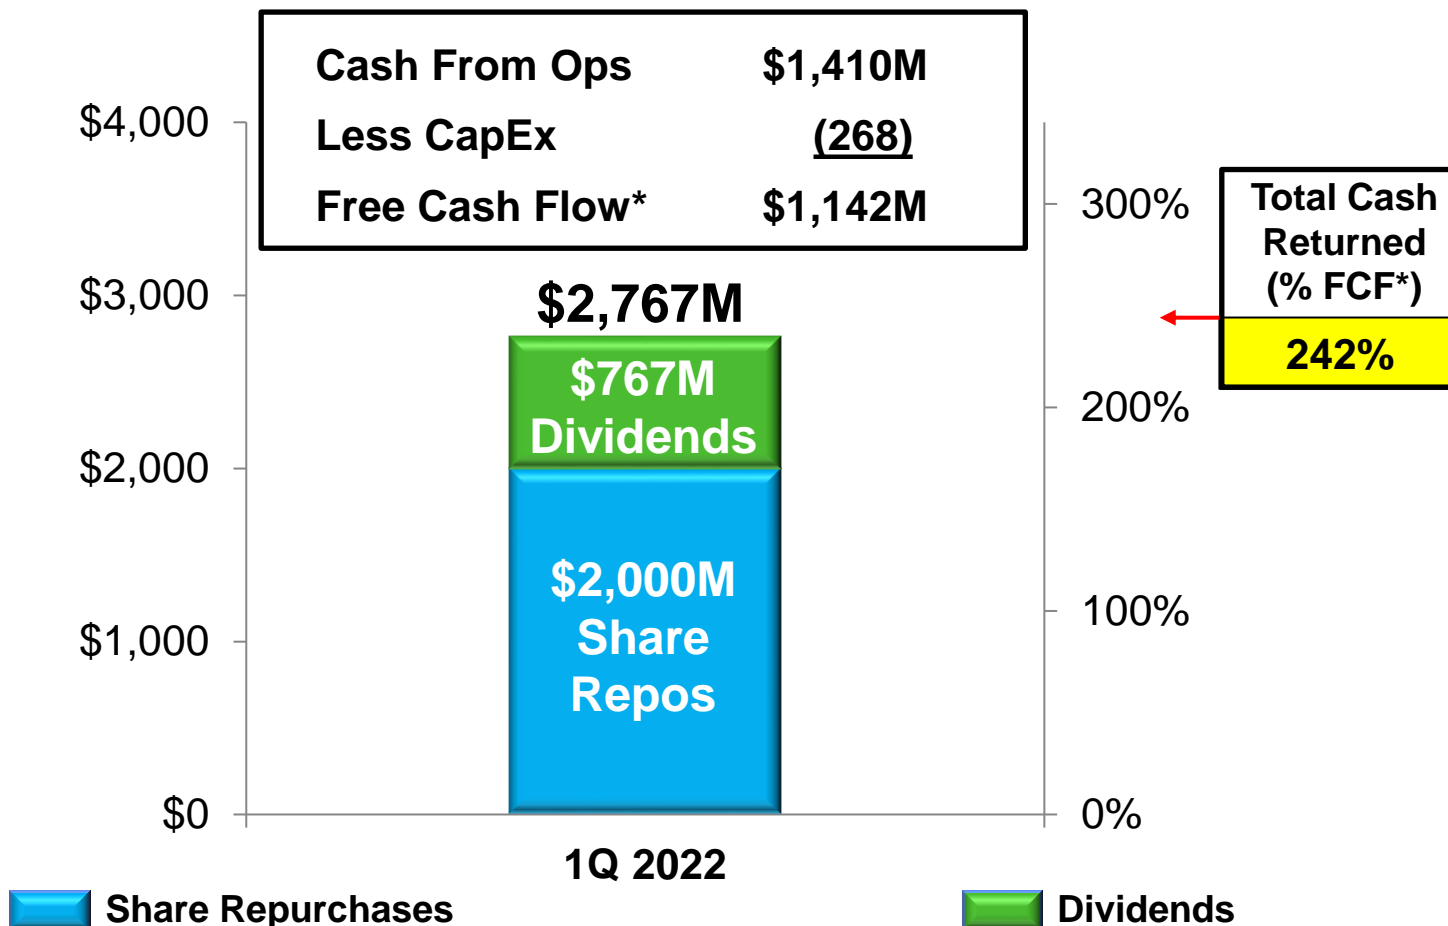 Cash From Ops $1,410M
Less CapEx (268)
Free Cash Flow* $1,142M
$4,000
$3,000
$2,000
$1,000
$0
$2,767M
$767M
Dividends
$2,000M
Share
Repos
1Q 2022
300%
200%
100%
0%
Total Cash
Returned
(% FCF*)
242%
Share Repurchases
Dividends